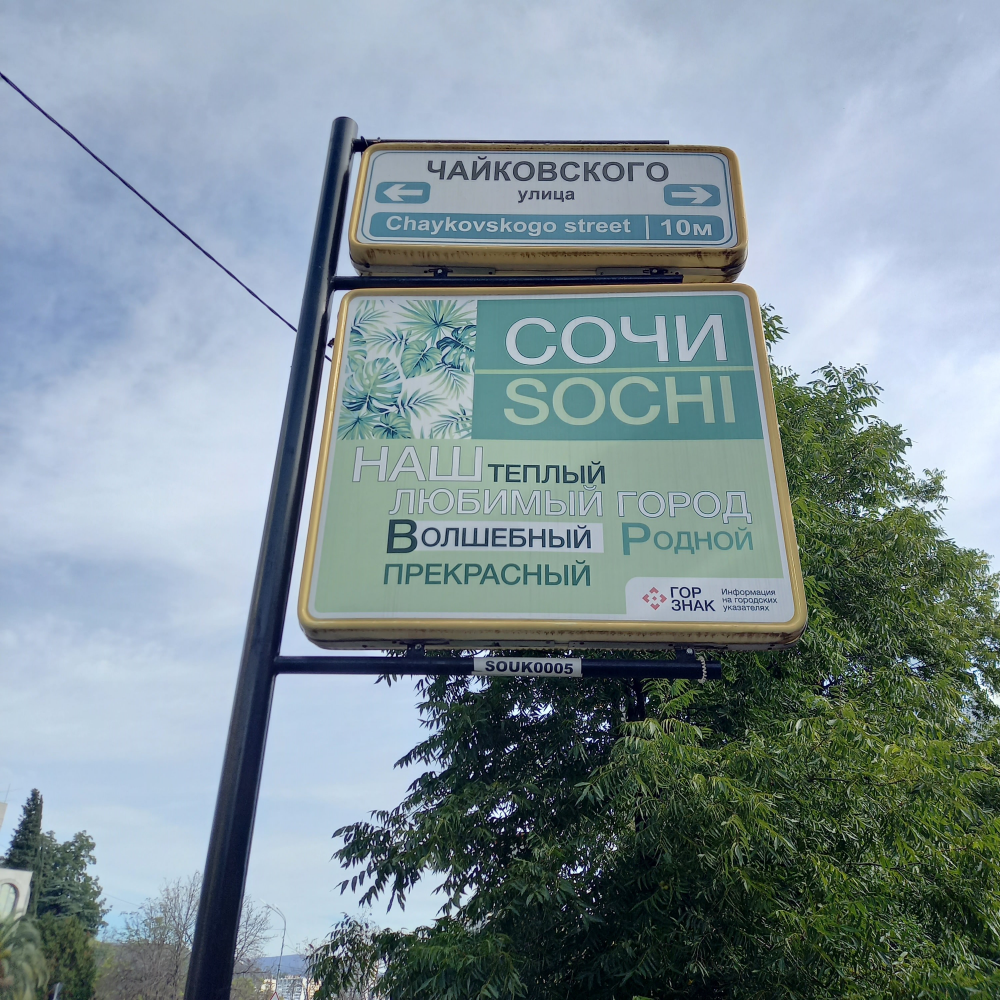 ЧАЙКОВСКОГО
улица
Chaykovskogo street | 10м
СОЧИ
SOCHI
НАШ ТЕПЛЫЙ
ЛЮБИМЫЙ ГОРОД
ВОЛШЕБНЫЙ РОДНОЙ
ПРЕКРАСНЫЙ
ГОР
ЗНАК
Информация
на городских
указателях
SOUK0005